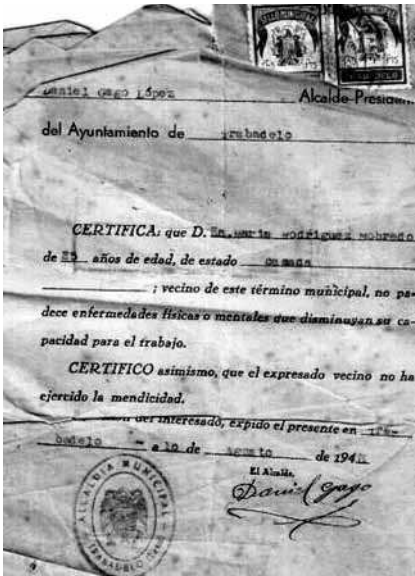 SELLO MUNICIPAL
Daniel Gago López Alcalde-Presiden
del Ayuntamiento de Trabadelo
CERTIFICA: que D. Dª.Maria Rodriguez
de años de edad, de estado casada
; vecino de este término municipal, no pa-
dece enfermedades físicas o mentales que disminuyan su ca-
pacidad para el trabajo.
CERTIFICO asimismo, que el expresado vecino no ha
ejercido la mendicidad.
del interesado, expido el presente en Tra-
badelo a 10 de agosto de 194
El Alcalde,
Daniel Gago
ALCALDIA MUNICIPAL
TRABADELO